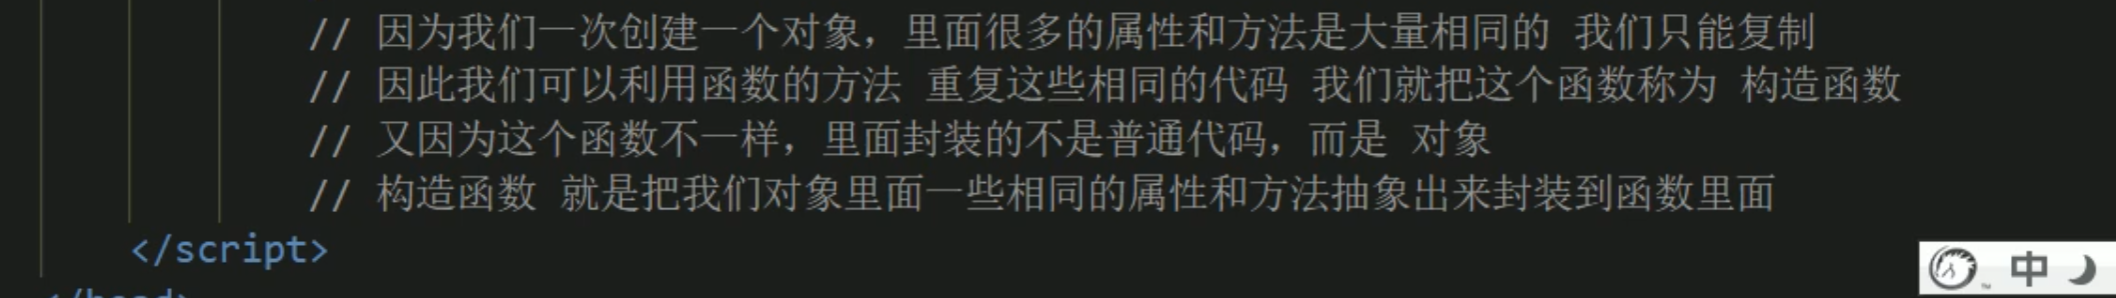 // 因为我们一次创建一个对象，里面很多的属性和方法是大量相同的 我们只能复制
// 因此我们可以利用函数的方法 重复这些相同的代码 我们就把这个函数称为 构造函数
// 又因为这个函数不一样，里面封装的不是普通代码，而是 对象
// 构造函数 就是把我们对象里面一些相同的属性和方法抽象出来封装到函数里面
</script>
</head>
中